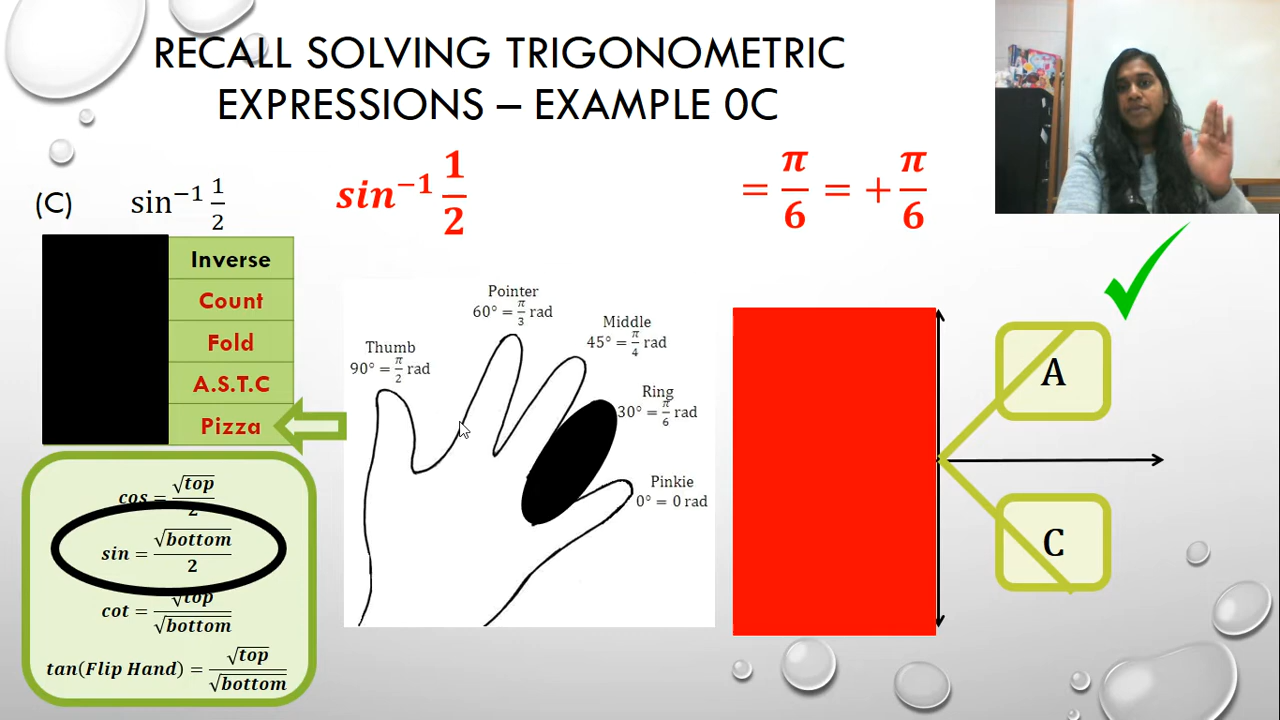 RECALL SOLVING TRIGONOMETRIC
EXPRESSIONS – EXAMPLE 0C
(C) sin⁻¹ 1/2
sin⁻¹ 1/2
= π/6 = + π/6
Inverse
Count
Fold
A.S.T.C
Pizza
cos = √top/2
sin = √bottom/2
cot = √top/√bottom
tan(Flip Hand) = √top/√bottom
Thumb
90° = π/2 rad
Pointer
60° = π/3 rad
Middle
45° = π/4 rad
Ring
30° = π/6 rad
Pinkie
0° = 0 rad
A
C